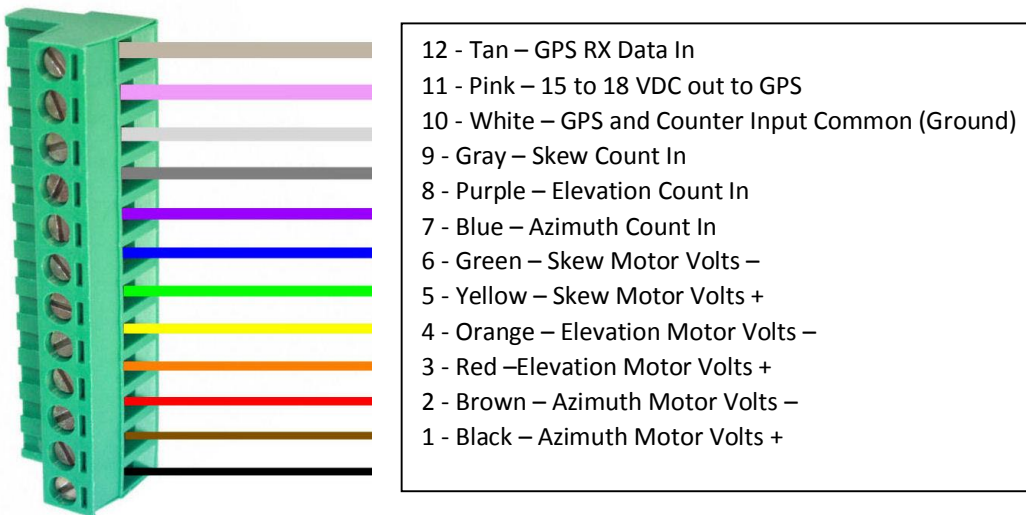 12 - Tan – GPS RX Data In
11 - Pink – 15 to 18 VDC out to GPS
10 - White – GPS and Counter Input Common (Ground)
9 - Gray – Skew Count In
8 - Purple – Elevation Count In
7 - Blue – Azimuth Count In
6 - Green – Skew Motor Volts –
5 - Yellow – Skew Motor Volts +
4 - Orange – Elevation Motor Volts –
3 - Red –Elevation Motor Volts +
2 - Brown – Azimuth Motor Volts –
1 - Black – Azimuth Motor Volts +